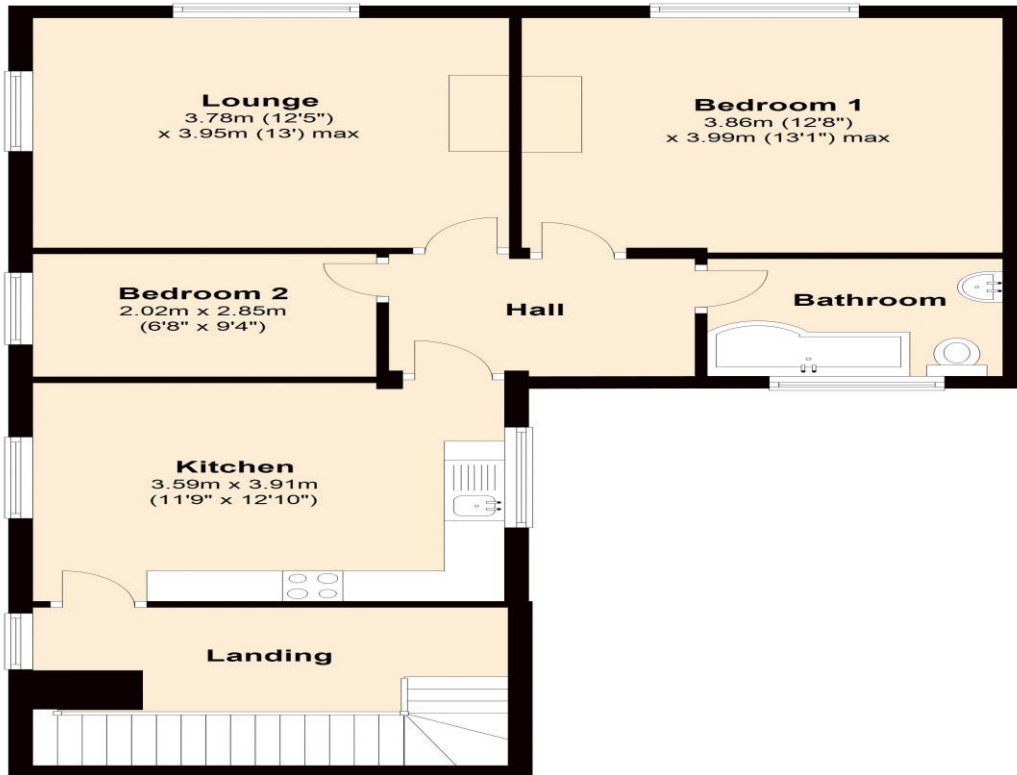 Lounge
3.78m (12'5")
x 3.95m (13') max
Bedroom 1
3.86m (12'8")
x 3.99m (13'1") max
Bedroom 2
2.02m x 2.85m
(6'8" x 9'4")
Hall
Bathroom
Kitchen
3.59m x 3.91m
(11'9" x 12'10")
Landing